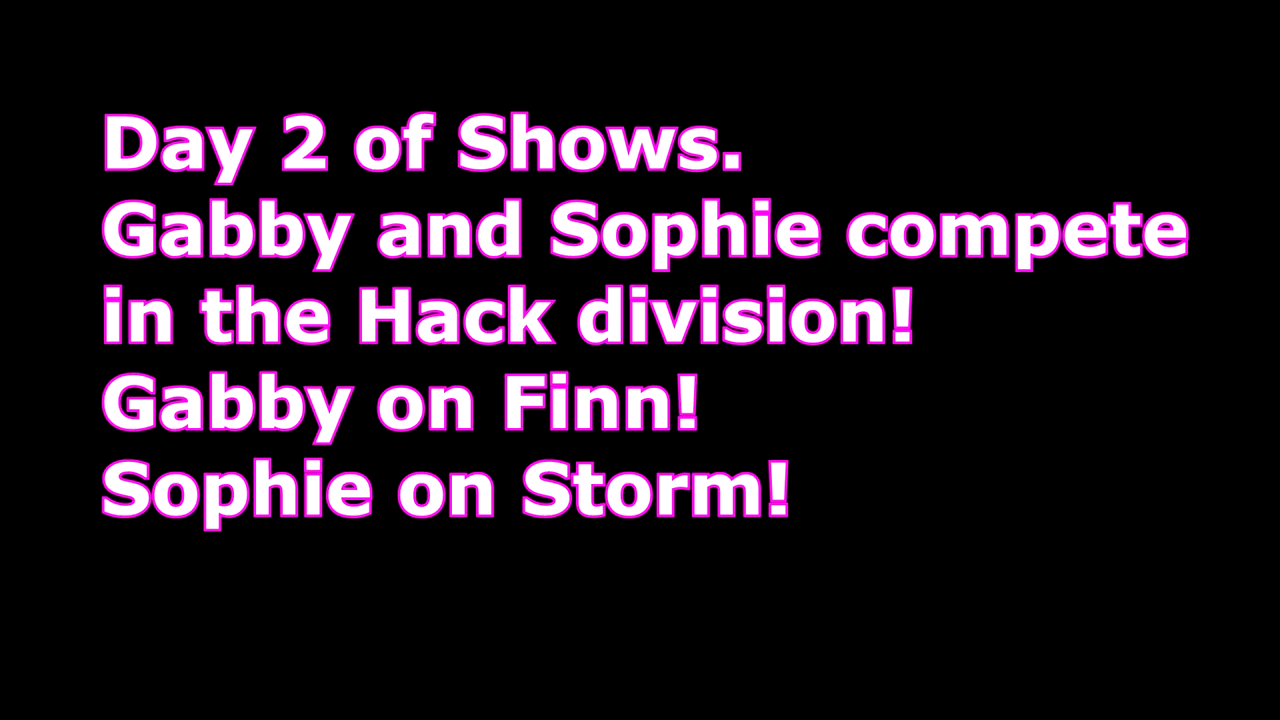 Day 2 of Shows.
Gabby and Sophie compete
in the Hack division!
Gabby on Finn!
Sophie on Storm!